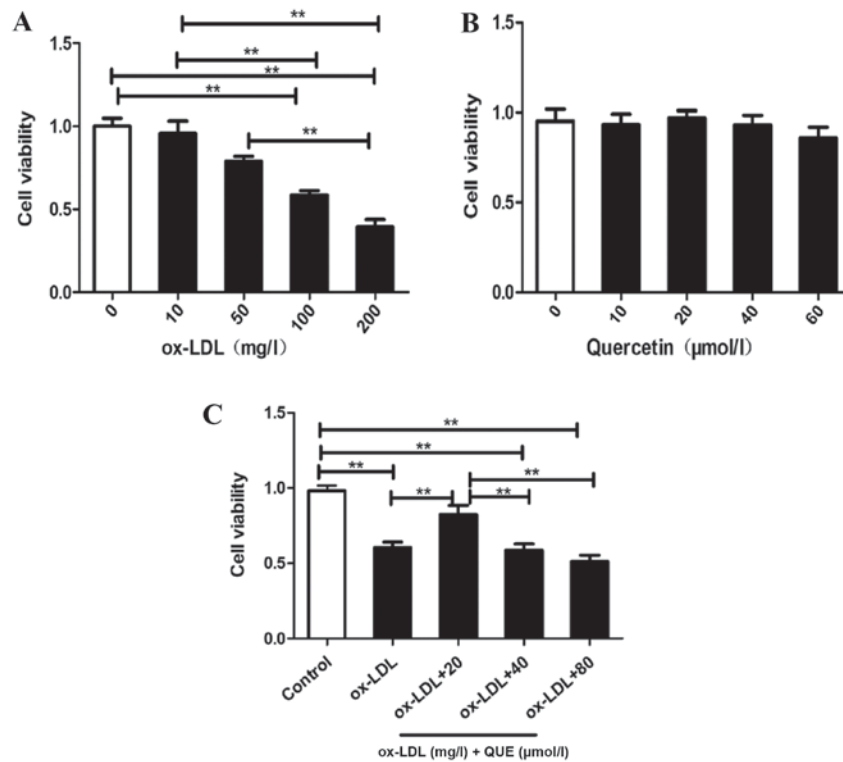 A
**
**
**
**
**
1.5
1.0
0.5
0.0
Cell viability
0
10
50
100
200
ox-LDL (mg/l)
B
1.5
1.0
0.5
0.0
Cell viability
0
10
20
40
60
Quercetin (μmol/l)
C
**
**
**
**
**
**
1.5
1.0
0.5
0.0
Cell viability
Control
ox-LDL
ox-LDL+20
ox-LDL+40
ox-LDL+80
ox-LDL (mg/l) + QUE (μmol/l)